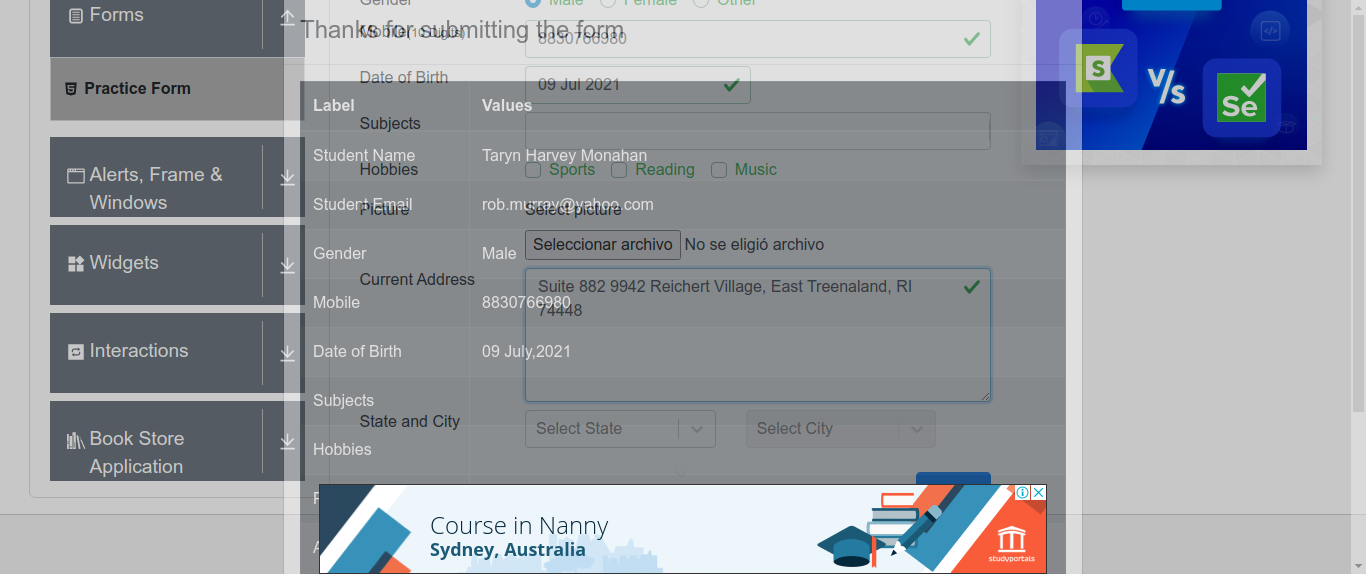 Forms
Practice Form
Alerts, Frame &
Windows
Widgets
Interactions
Book Store
Application
Gender
Male
Female
Other
Thanks for submitting the form
Mobile(10 Digits)
8830766980
Date of Birth
09 Jul 2021
Label
Values
Subjects
Student Name
Taryn Harvey Monahan
Hobbies
Sports
Reading
Music
Student Email
rob.murray@yahoo.com
Picture
Select picture
Seleccionar archivo
No se eligió archivo
Gender
Male
Current Address
Suite 882 9942 Reichert Village, East Treenaland, RI
74448
Mobile
8830766980
Date of Birth
09 July,2021
Subjects
State and City
Select State
Select City
Hobbies
Course in Nanny
Sydney, Australia
studyportals
S
V/s
Se